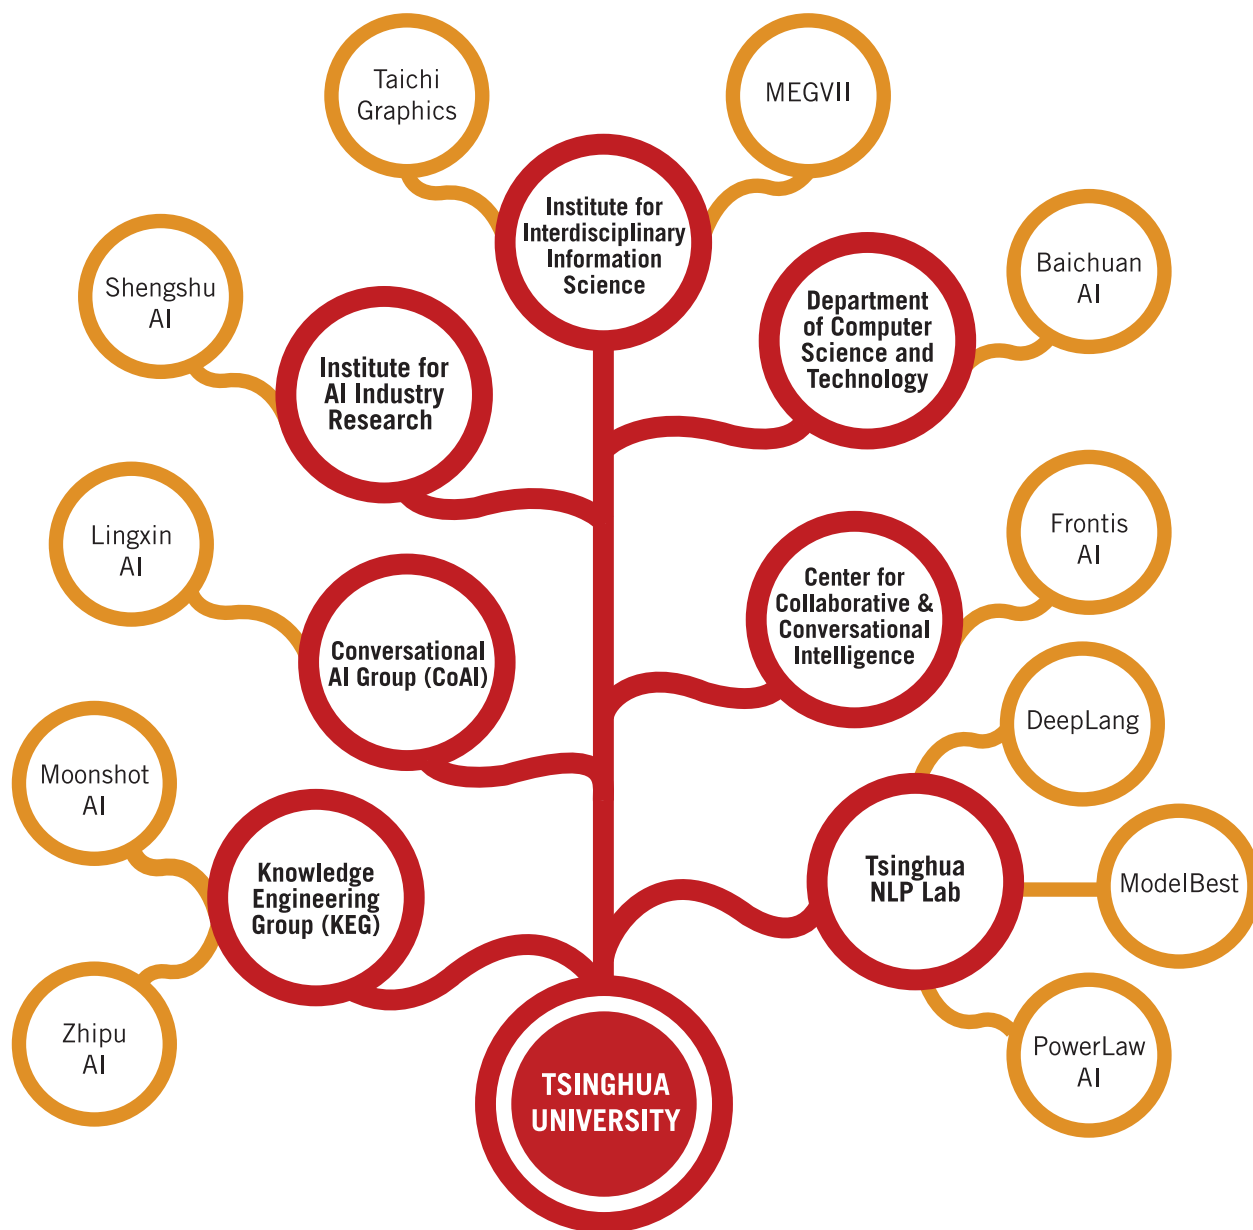 Taichi
Graphics
MEGVII
Institute for
Interdisciplinary
Information
Science
Shengshu
AI
Baichuan
AI
Department
of Computer
Science and
Technology
Institute for
AI Industry
Research
Lingxin
AI
Frontis
AI
Center for
Collaborative &
Conversational
Intelligence
Conversational
AI Group (CoAI)
DeepLang
Moonshot
AI
Knowledge
Engineering
Group (KEG)
Tsinghua
NLP Lab
ModelBest
Zhipu
AI
PowerLaw
AI
TSINGHUA
UNIVERSITY